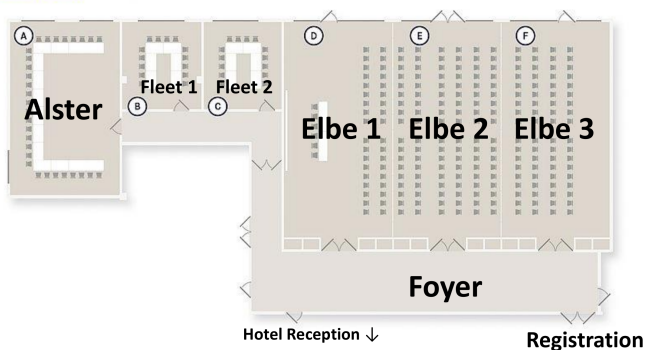 A
Alster
B
Fleet 1
C
Fleet 2
D
Elbe 1
E
Elbe 2
F
Elbe 3
Foyer
Hotel Reception ↓
Registration